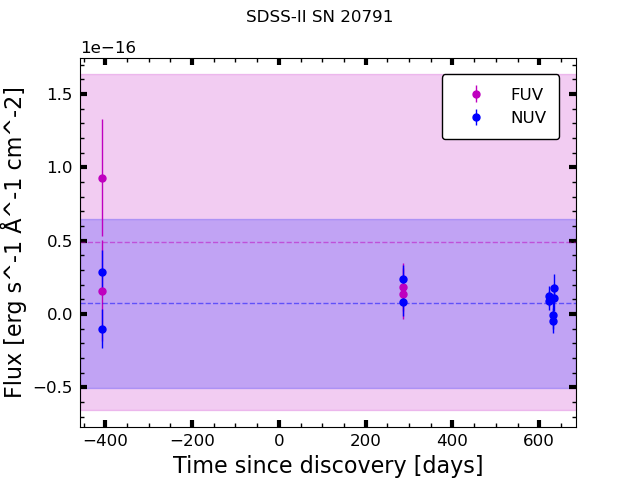 SDSS-II SN 20791
1e−16
FUV
NUV
1.5
1.0
0.5
0.0
−0.5
Flux [erg s^-1 Å^-1 cm^-2]
−400 −200 0 200 400 600
Time since discovery [days]